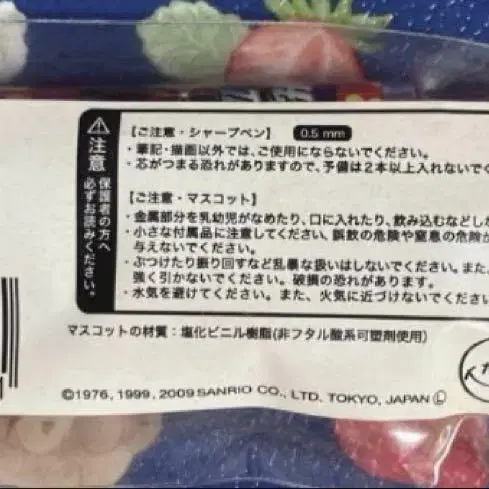 ⚠注意
保護者の方へ
必ずお読みください。
【ご注意・シャープペン】 0.5 mm
・筆記・描画以外では、ご使用にならないでください。
・芯がつまる恐れがありますので、予備は2本以上入れないで
【ご注意・マスコット】
・金属部分を乳幼児がなめたり、口に入れたり、飲み込むなどし
・小さな付属品に注意してください。誤飲の危険や窒息の危険が
与えないでください。
・ぶつけたり振り回すなど乱暴な扱いはしないでください。また、
強く引かないでください。破損の恐れがあります。
・水気を避けてください。また、火気に近づけないでください
マスコットの材質：塩化ビニル樹脂(非フタル酸系可塑剤使用)
©1976, 1999, 2009 SANRIO CO., LTD. TOKYO, JAPAN Ⓛ